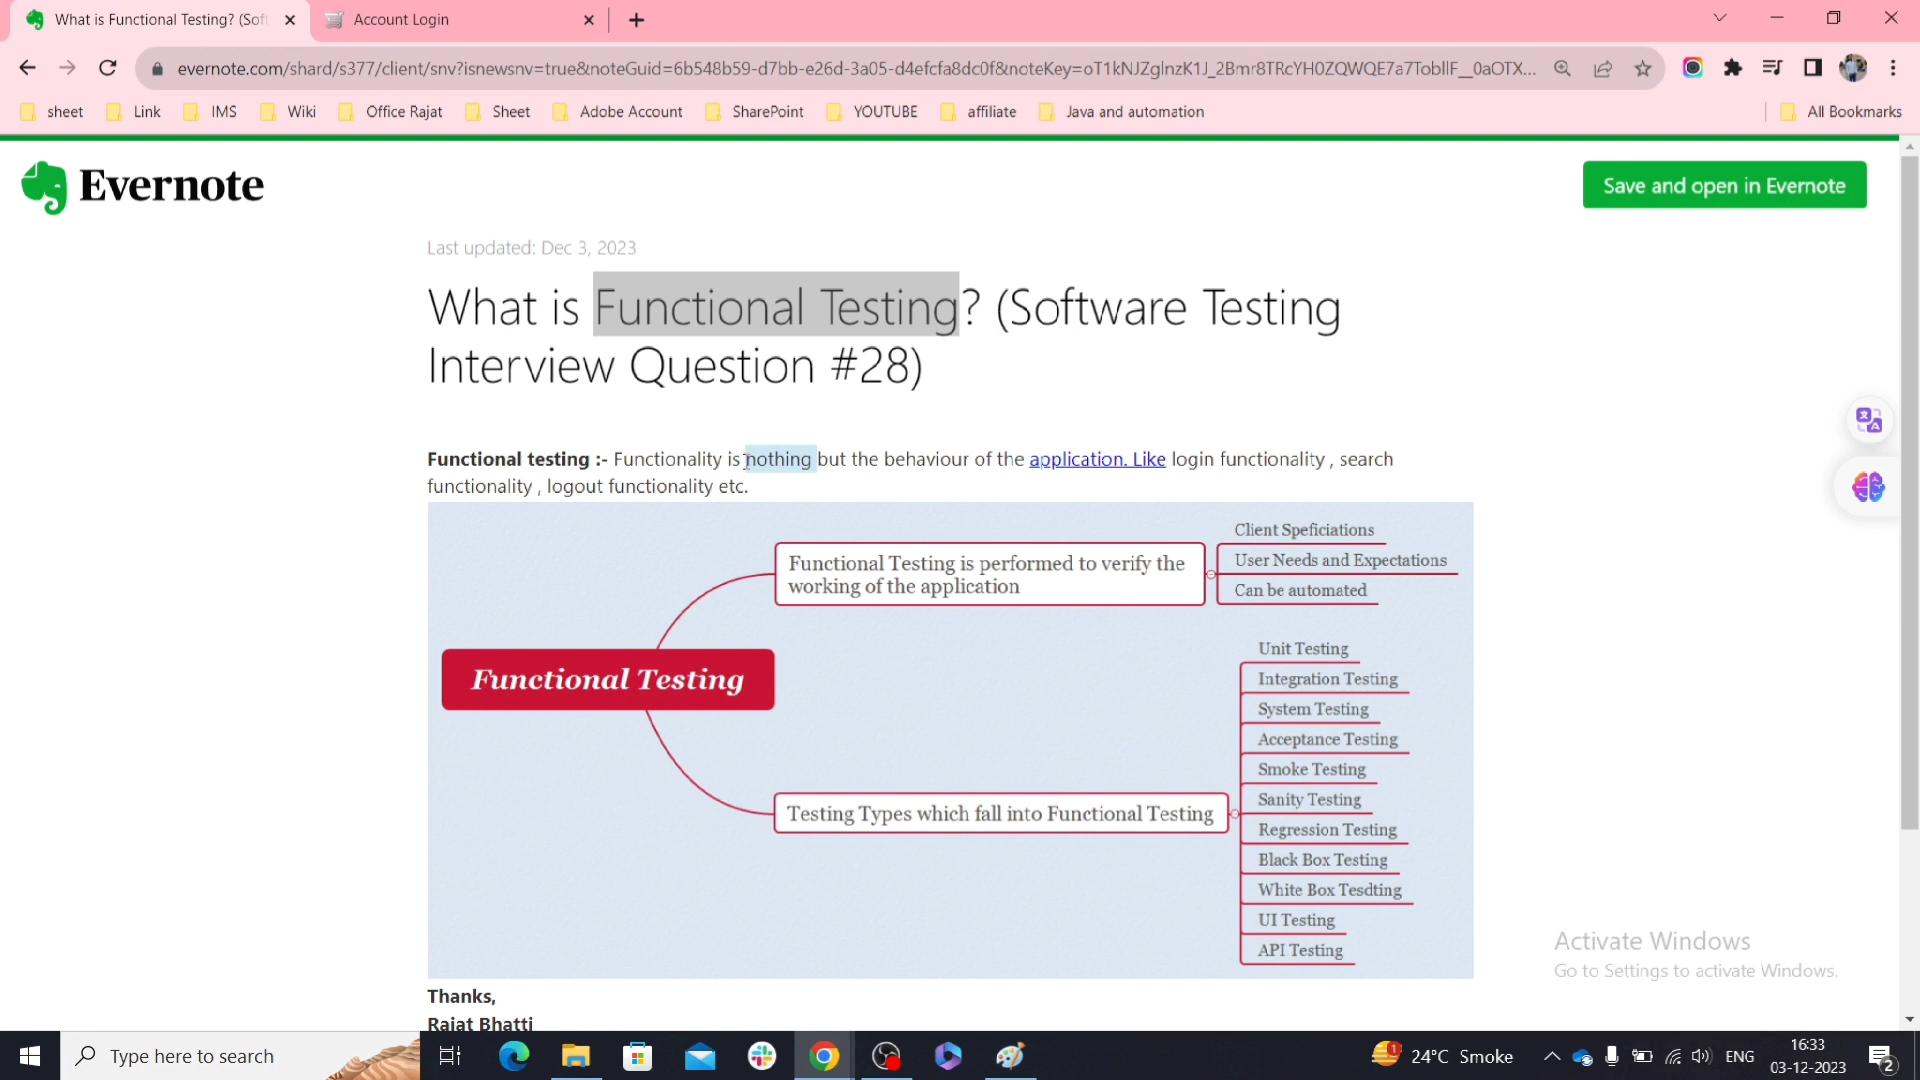 What is Functional Testing? (Sof
Account Login
evernote.com/shard/s377/client/snv?isnewsnv=true&noteGuid=6b548b59-d7bb-e26d-3a05-d4efcfa8dc0f&noteKey=oT1kNJZglnzK1J_2Bmr8TRcYH0ZQWQE7a7TobIlF__0aOTX...
sheet Link IMS Wiki Office Rajat Sheet Adobe Account SharePoint YOUTUBE affiliate Java and automation All Bookmarks
Evernote
Save and open in Evernote
Last updated: Dec 3, 2023
What is Functional Testing? (Software Testing
Interview Question #28)
Functional testing :- Functionality is nothing but the behaviour of the application. Like login functionality , search
functionality , logout functionality etc.
Client Speficiations
Functional Testing is performed to verify the
working of the application
User Needs and Expectations
Can be automated
Functional Testing
Testing Types which fall into Functional Testing
Unit Testing
Integration Testing
System Testing
Acceptance Testing
Smoke Testing
Sanity Testing
Regression Testing
Black Box Testing
White Box Tesdting
UI Testing
API Testing
Activate Windows
Go to Settings to activate Windows.
Thanks,
Rajat Bhatti
Type here to search
1
24°C Smoke
ENG
16:33
03-12-2023
2